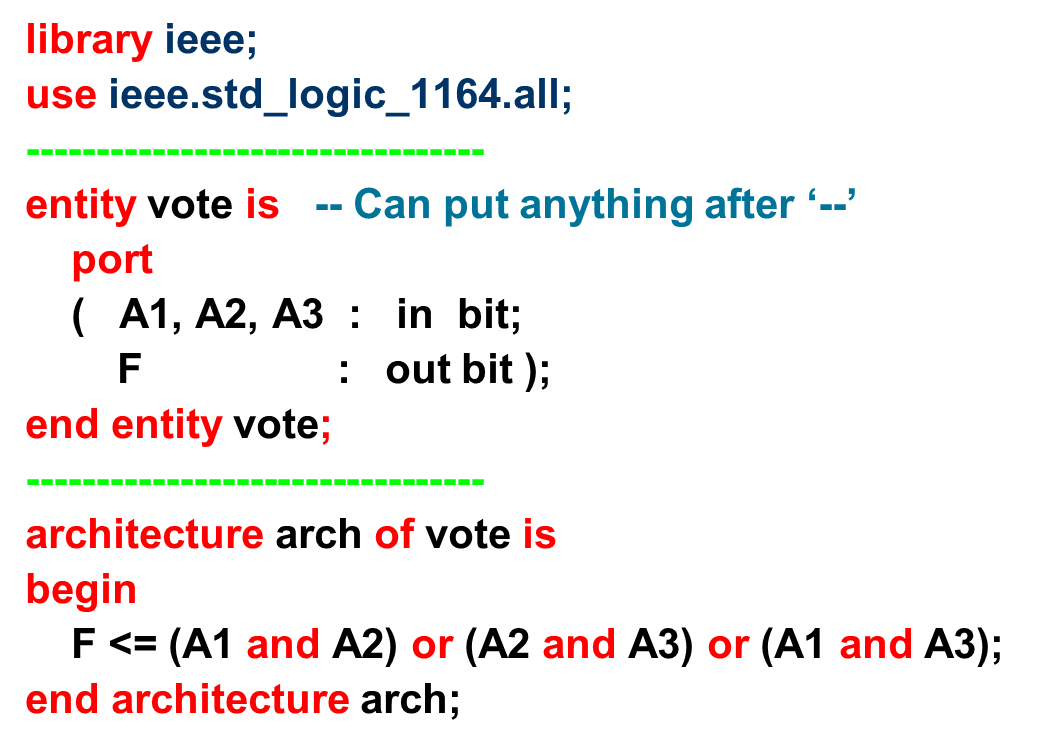 library ieee;
use ieee.std_logic_1164.all;
--------------------------------
entity vote is -- Can put anything after ‘--’
port
( A1, A2, A3 : in bit;
F : out bit );
end entity vote;
--------------------------------
architecture arch of vote is
begin
F <= (A1 and A2) or (A2 and A3) or (A1 and A3);
end architecture arch;